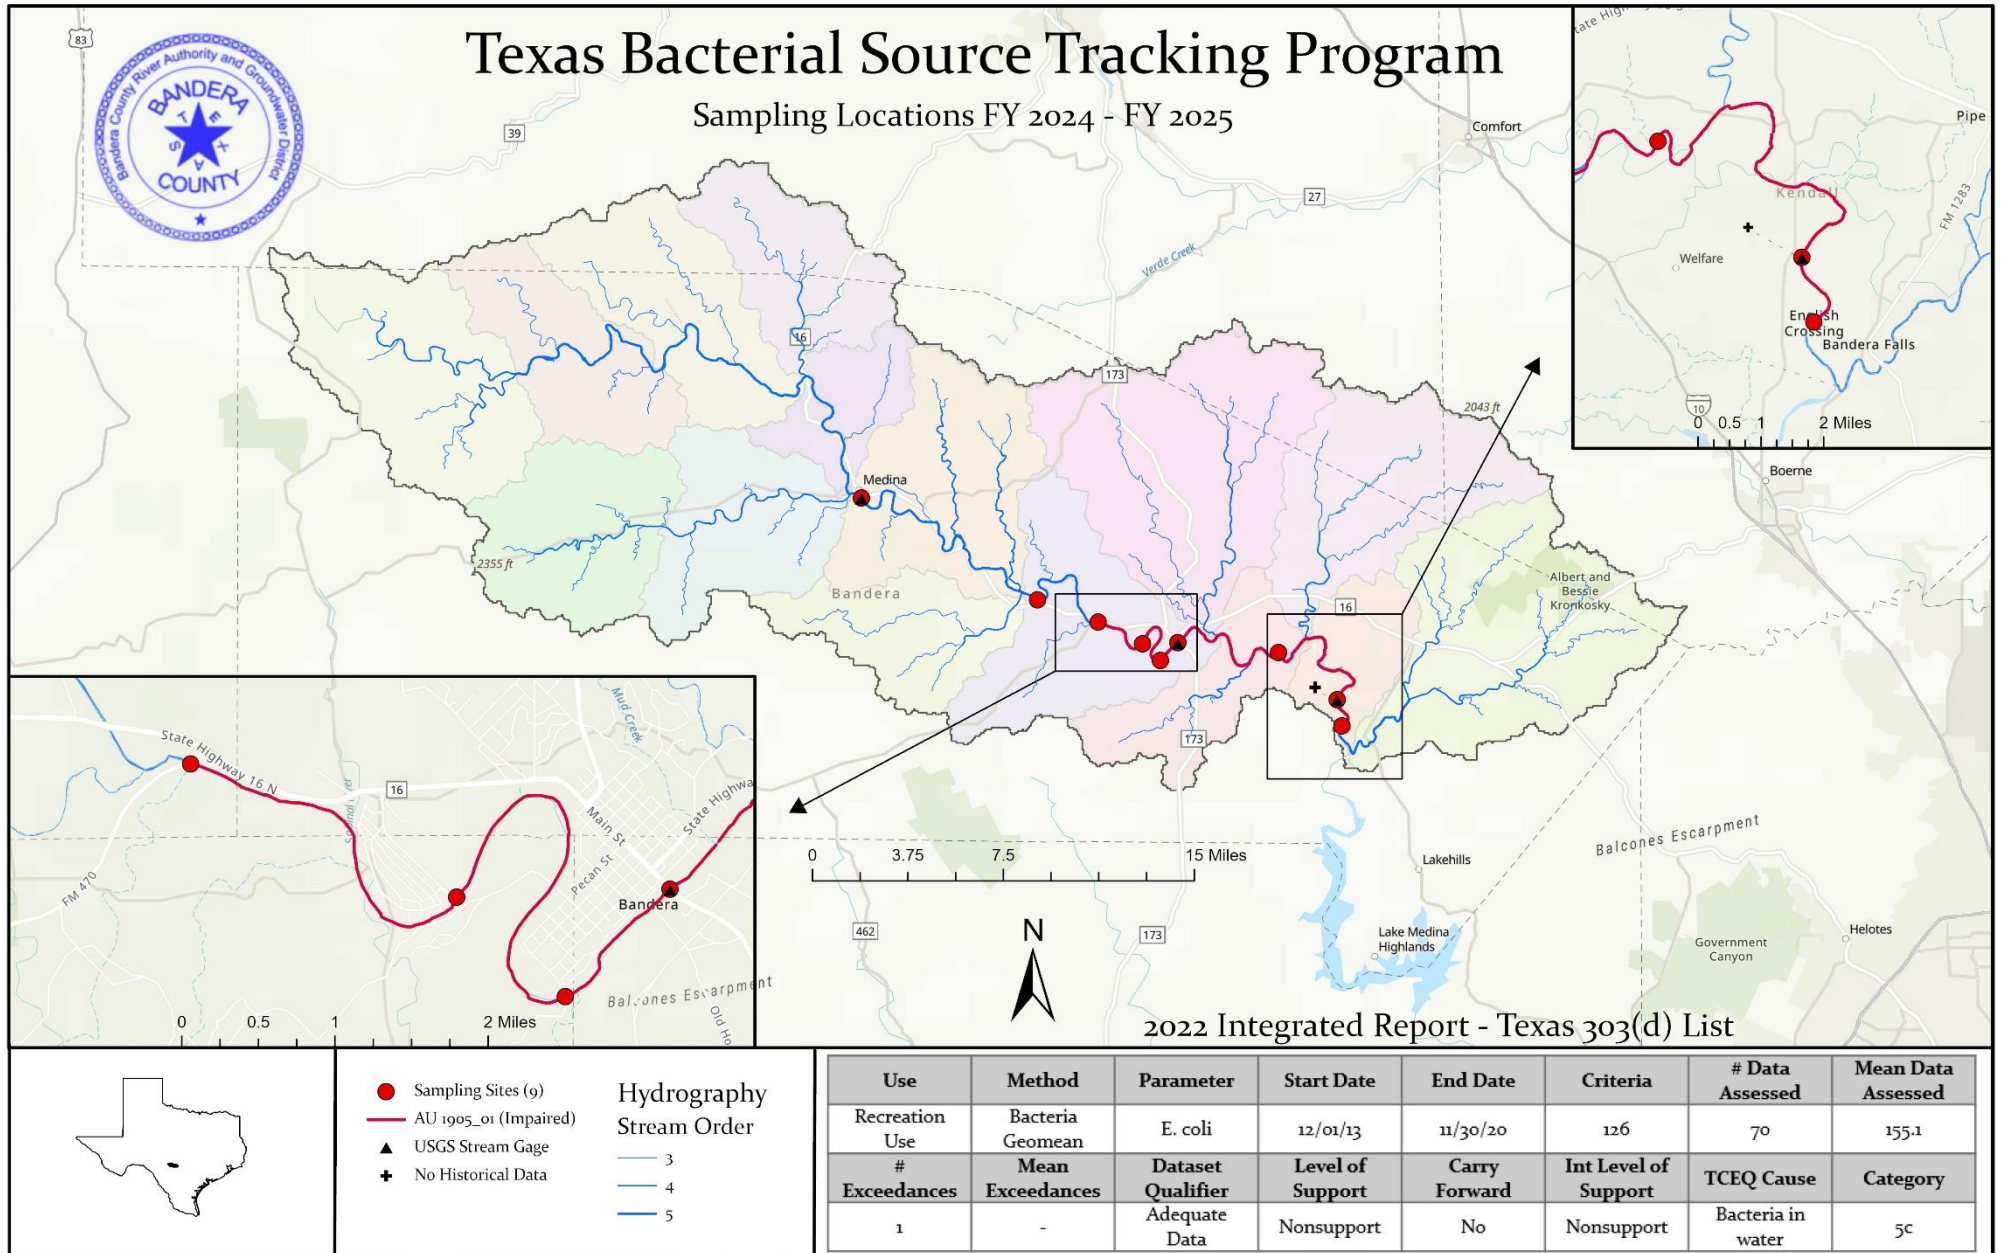 Texas Bacterial Source Tracking Program
Sampling Locations FY 2024 - FY 2025
Bandera County River Authority and Groundwater District
BANDERA
TEXAS
COUNTY
83
39
Comfort
27
Verde Creek
16
173
2043 ft
Boerne
Medina
2355 ft
Bandera
Albert and
Bessie
Kronkosky
16
173
Balcones Escarpment
Lakehills
462
173
Lake Medina
Highlands
Government
Canyon
Helotes
0 3.75 7.5 15 Miles
N
Pipe
Kendall
FM 1283
Welfare
English
Crossing
Bandera Falls
10
0 0.5 1 2 Miles
Mud Creek
State Highway 16 N
16
Main St
State Highwa
Pecan St
FM 470
Bandera
Balcones Escarpment
Old Ho
0 0.5 1 2 Miles
2022 Integrated Report - Texas 303(d) List
Sampling Sites (9)
AU 1905_01 (Impaired)
USGS Stream Gage
No Historical Data
Hydrography
Stream Order
3
4
5
Use Method Parameter Start Date End Date Criteria # Data Assessed Mean Data Assessed
Recreation Use Bacteria Geomean E. coli 12/01/13 11/30/20 126 70 155.1
# Exceedances Mean Exceedances Dataset Qualifier Level of Support Carry Forward Int Level of Support TCEQ Cause Category
1 - Adequate Data Nonsupport No Nonsupport Bacteria in water 5c